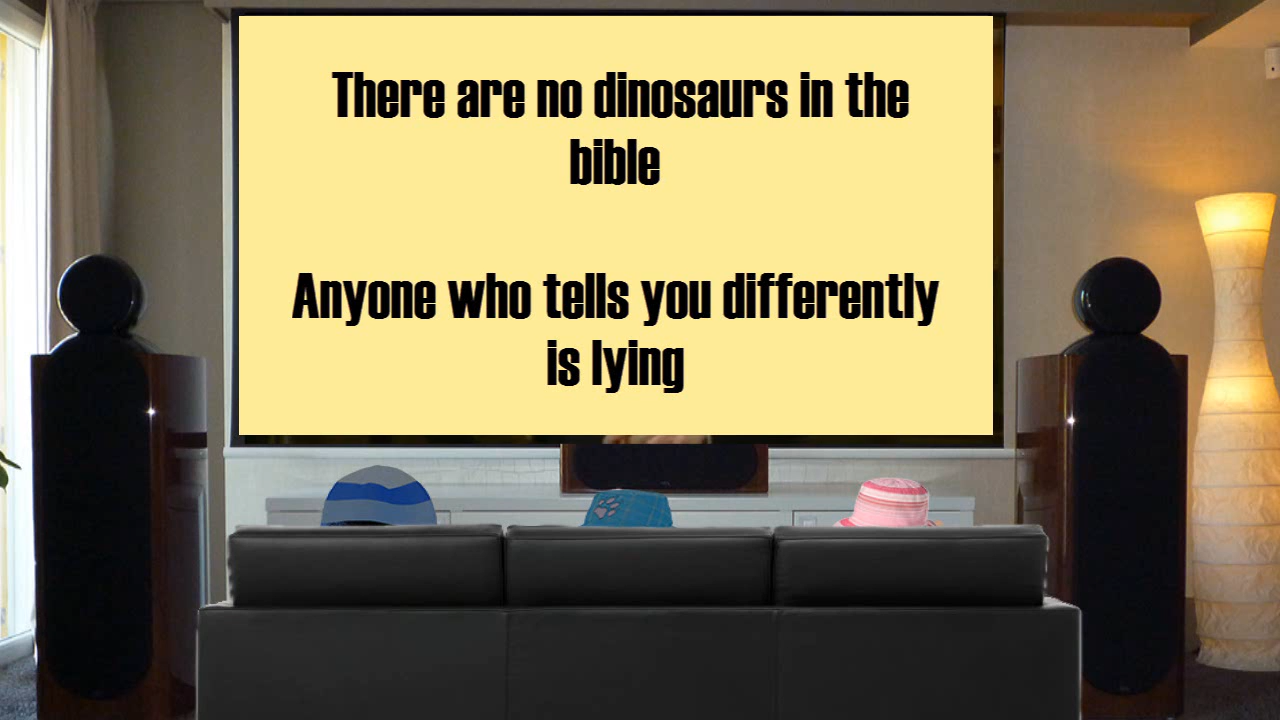 There are no dinosaurs in the
bible
Anyone who tells you differently
is lying